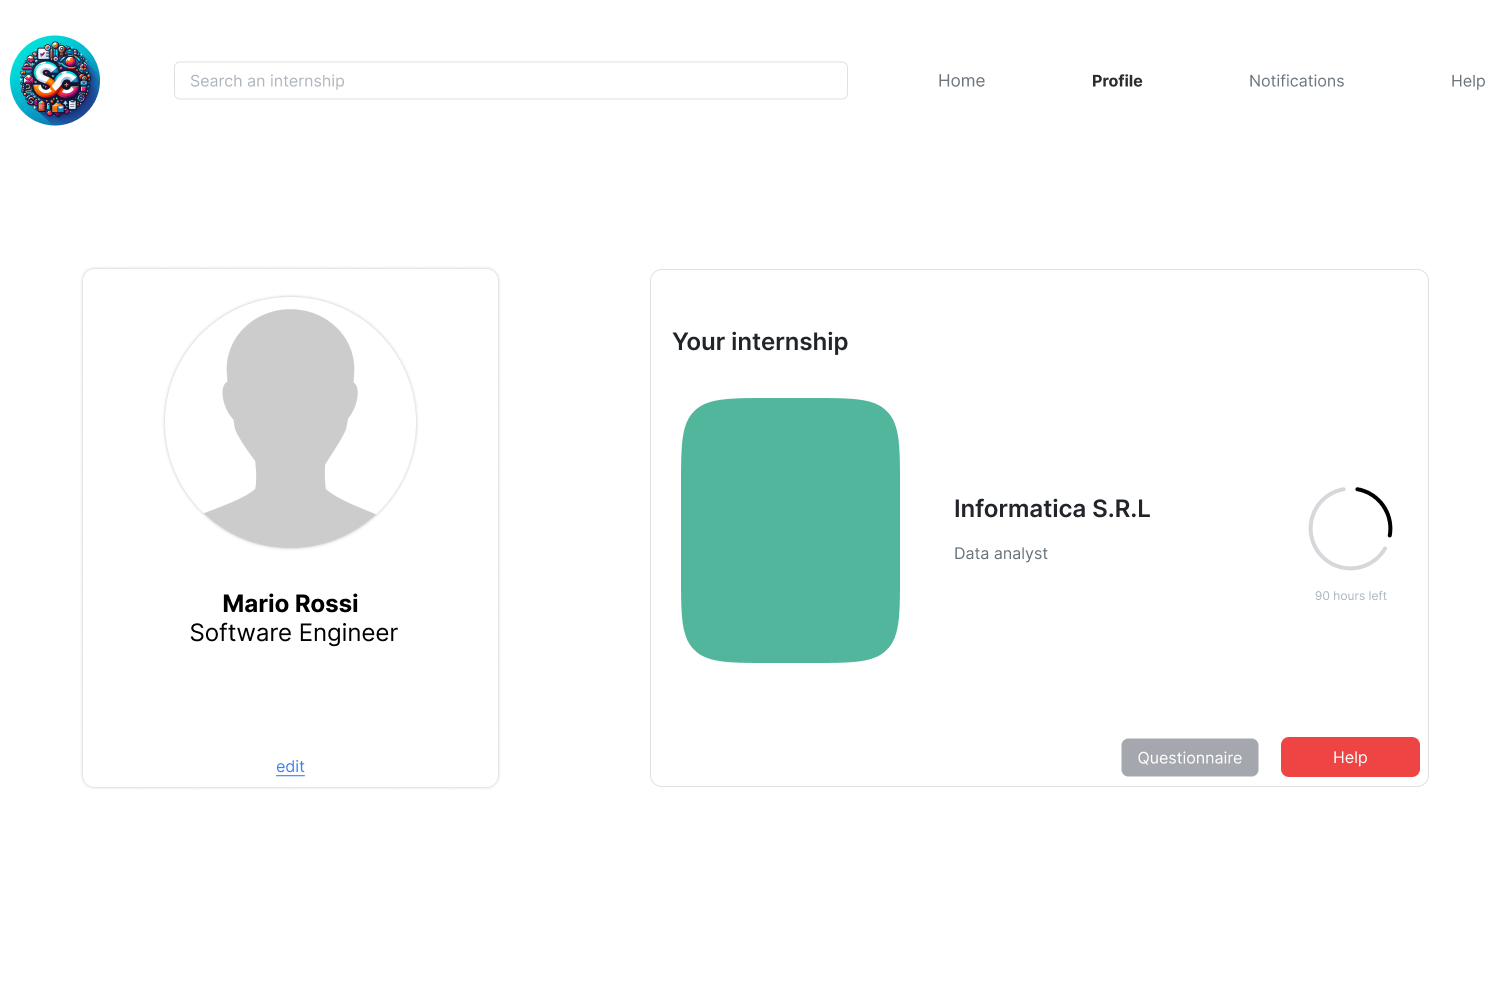 SC
Search an internship
Home
Profile
Notifications
Help
Mario Rossi
Software Engineer
edit
Your internship
Informatica S.R.L
Data analyst
90 hours left
Questionnaire
Help